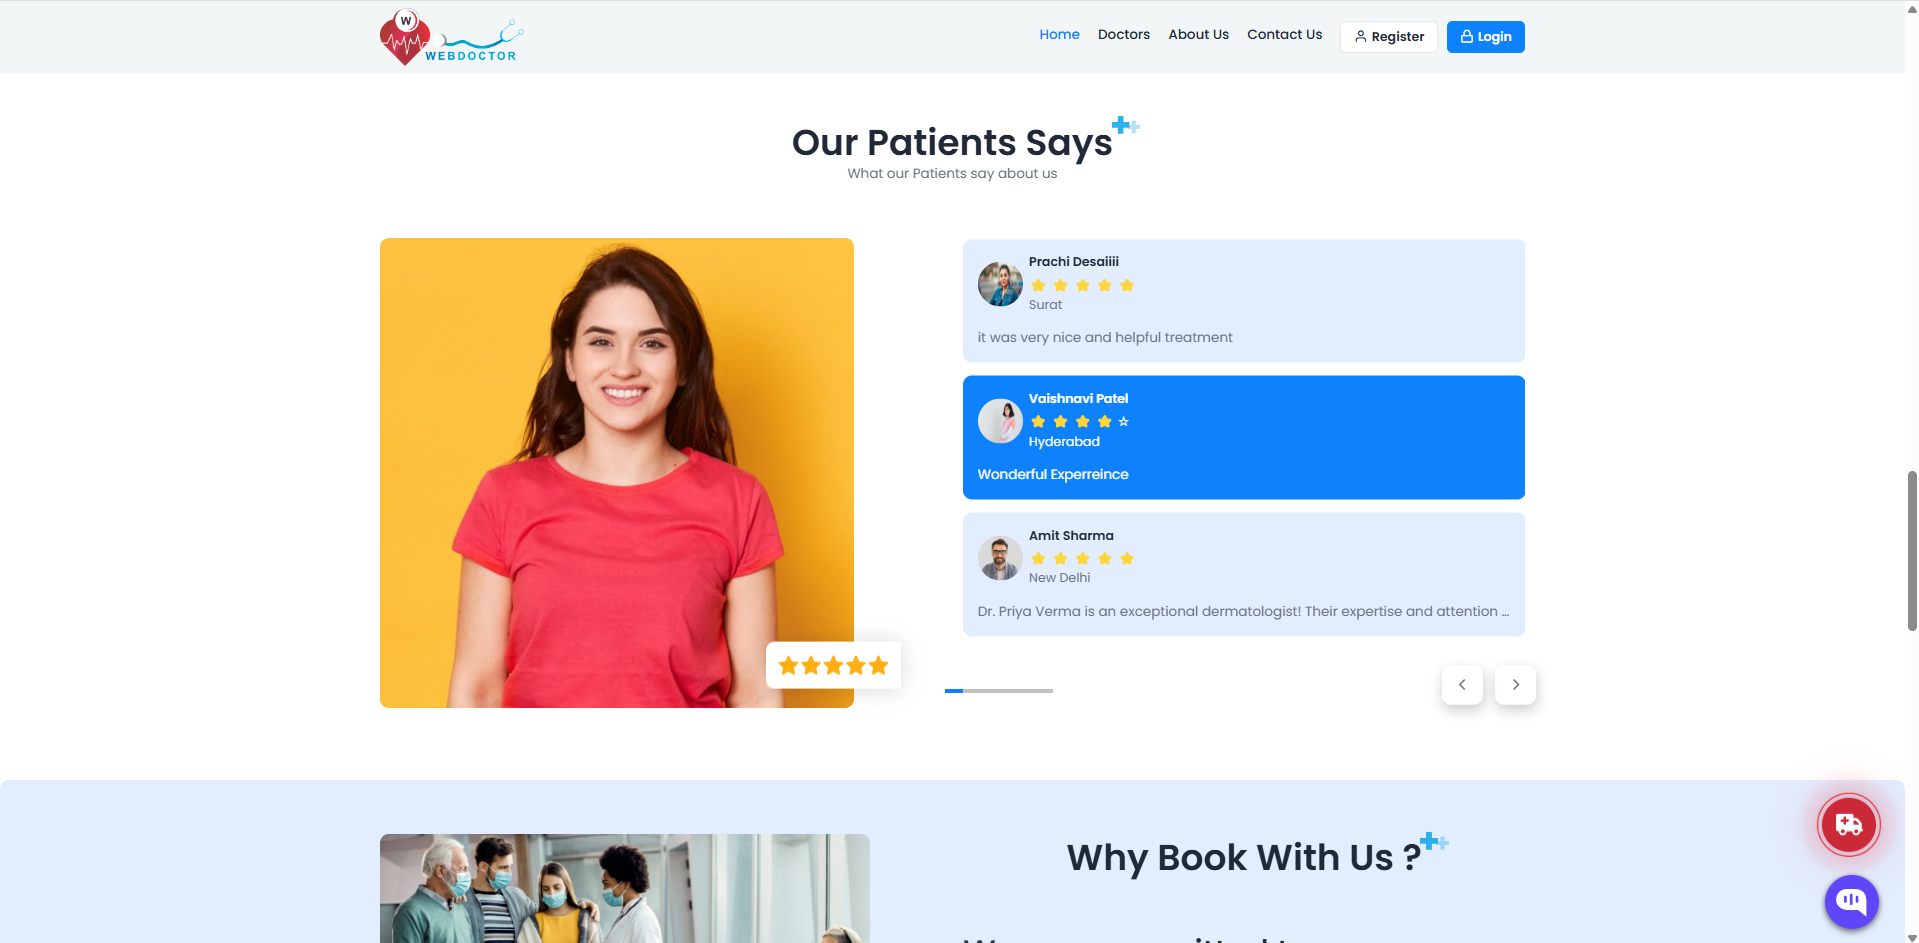 W
WEBDOCTOR
Home Doctors About Us Contact Us Register Login
Our Patients Says
What our Patients say about us
Prachi Desaiiii
Surat
it was very nice and helpful treatment
Vaishnavi Patel
Hyderabad
Wonderful Experreince
Amit Sharma
New Delhi
Dr. Priya Verma is an exceptional dermatologist! Their expertise and attention ...
Why Book With Us ?